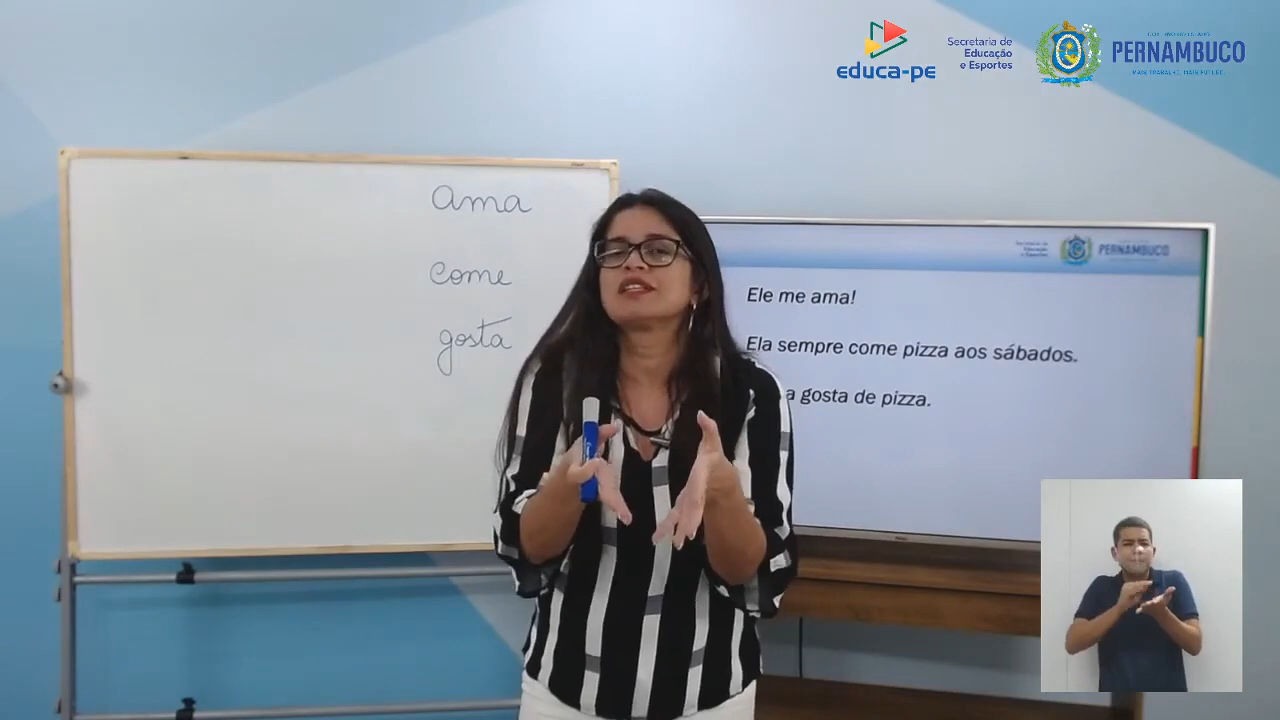 educa-pe
Secretaria de
Educação
e Esportes
PERNAMBUCO
ama
come
gosta
PERNAMBUCO
Ele me ama!
Ela sempre come pizza aos sábados.
a gosta de pizza.